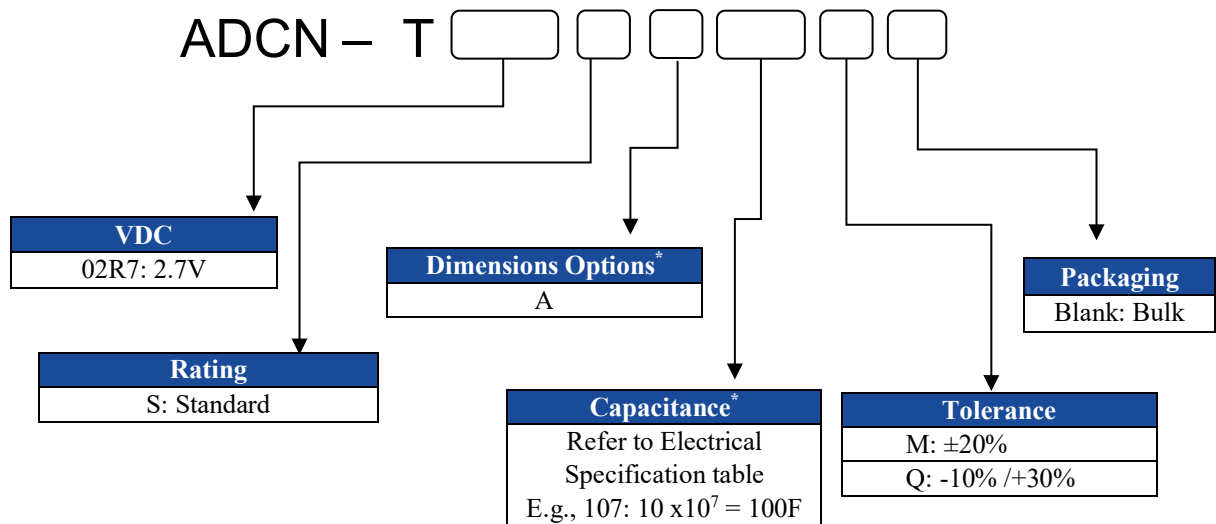 ADCN – T
VDC
02R7: 2.7V
Rating
S: Standard
Dimensions Options*
A
Capacitance*
Refer to Electrical
Specification table
E.g., 107: 10 x10⁷ = 100F
Tolerance
M: ±20%
Q: -10% /+30%
Packaging
Blank: Bulk